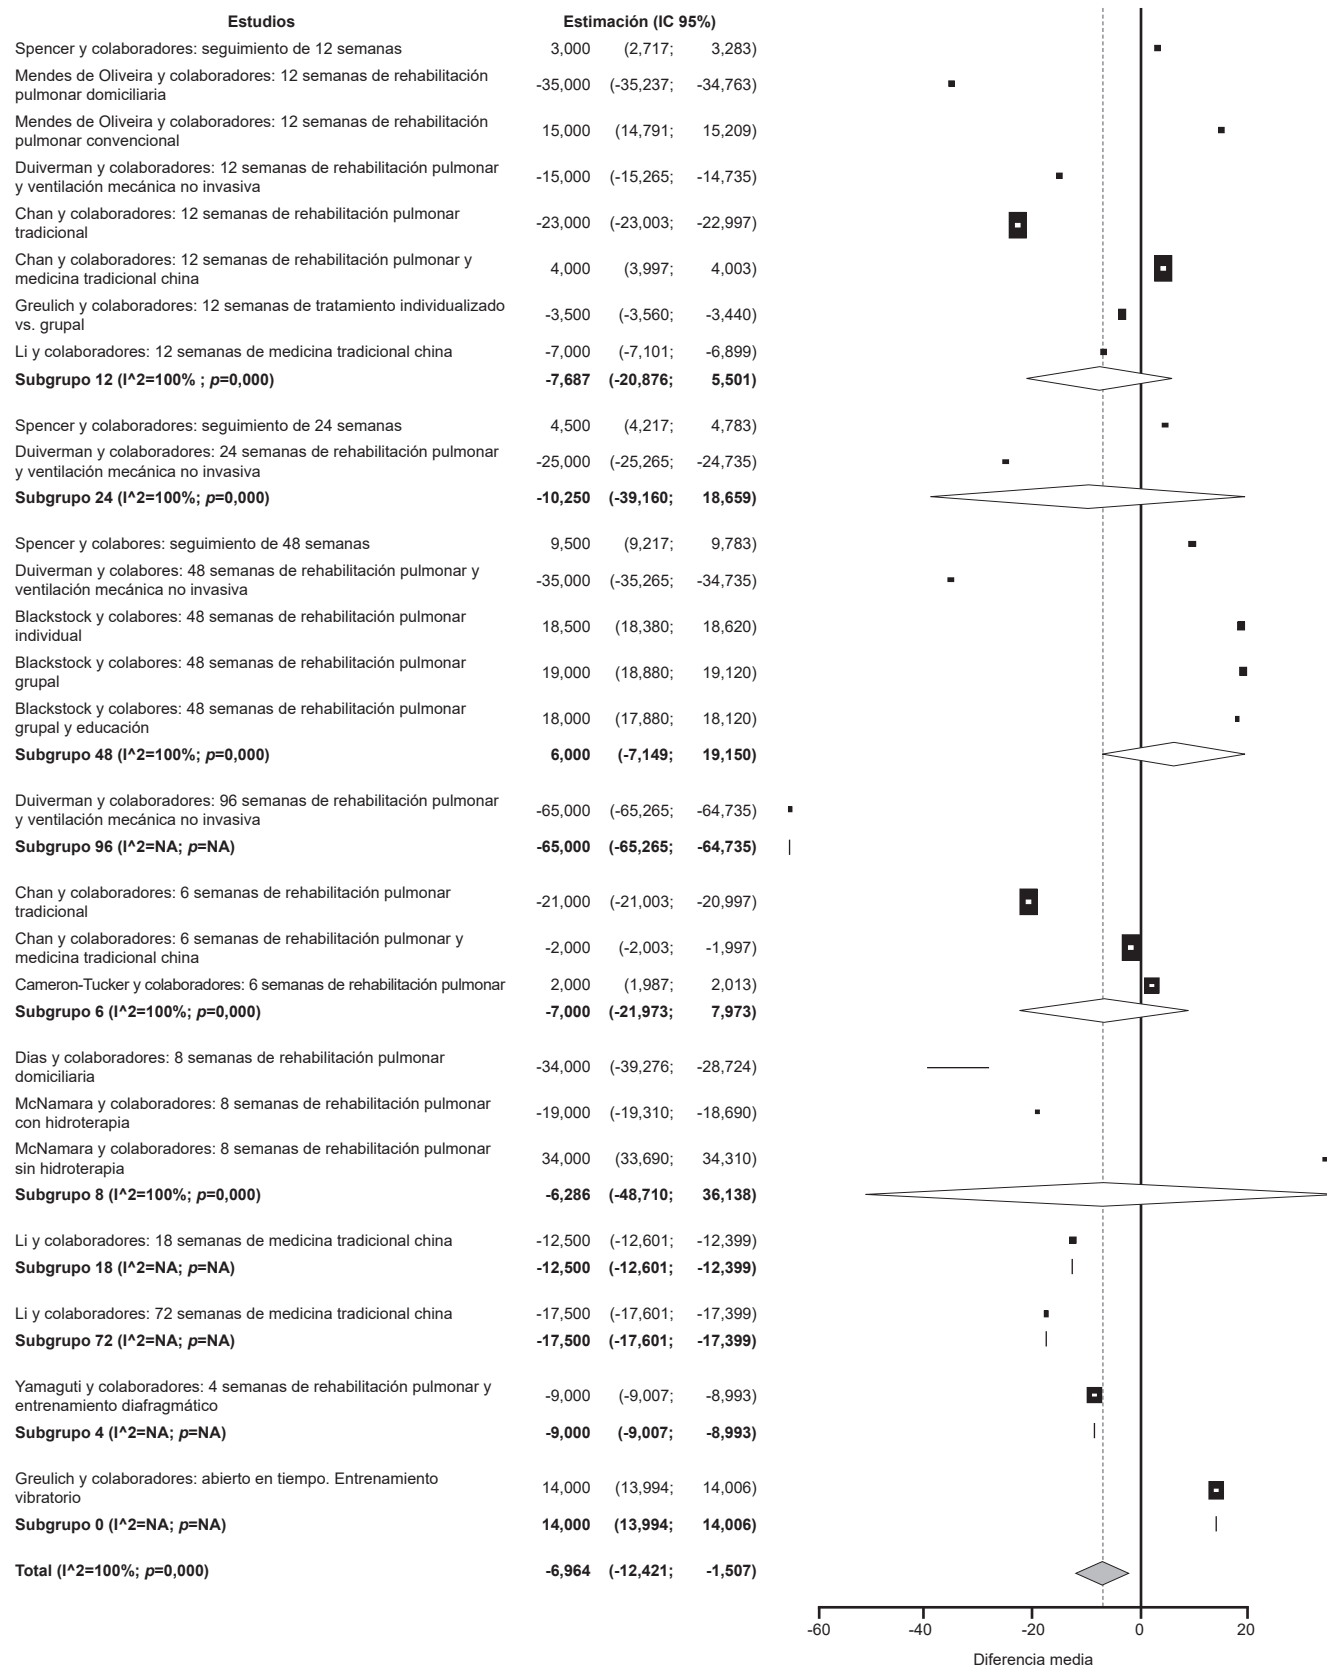 Estudios Estimación (IC 95%)
Spencer y colaboradores: seguimiento de 12 semanas 3,000 (2,717; 3,283)
Mendes de Oliveira y colaboradores: 12 semanas de rehabilitación
pulmonar domiciliaria -35,000 (-35,237; -34,763)
Mendes de Oliveira y colaboradores: 12 semanas de rehabilitación
pulmonar convencional 15,000 (14,791; 15,209)
Duiverman y colaboradores: 12 semanas de rehabilitación pulmonar
y ventilación mecánica no invasiva -15,000 (-15,265; -14,735)
Chan y colaboradores: 12 semanas de rehabilitación pulmonar
tradicional -23,000 (-23,003; -22,997)
Chan y colaboradores: 12 semanas de rehabilitación pulmonar y
medicina tradicional china 4,000 (3,997; 4,003)
Greulich y colaboradores: 12 semanas de tratamiento individualizado
vs. grupal -3,500 (-3,560; -3,440)
Li y colaboradores: 12 semanas de medicina tradicional china -7,000 (-7,101; -6,899)
Subgrupo 12 (I^2=100% ; p=0,000) -7,687 (-20,876; 5,501)
Spencer y colaboradores: seguimiento de 24 semanas 4,500 (4,217; 4,783)
Duiverman y colaboradores: 24 semanas de rehabilitación pulmonar
y ventilación mecánica no invasiva -25,000 (-25,265; -24,735)
Subgrupo 24 (I^2=100%; p=0,000) -10,250 (-39,160; 18,659)
Spencer y colabores: seguimiento de 48 semanas 9,500 (9,217; 9,783)
Duiverman y colabores: 48 semanas de rehabilitación pulmonar y
ventilación mecánica no invasiva -35,000 (-35,265; -34,735)
Blackstock y colabores: 48 semanas de rehabilitación pulmonar
individual 18,500 (18,380; 18,620)
Blackstock y colabores: 48 semanas de rehabilitación pulmonar
grupal 19,000 (18,880; 19,120)
Blackstock y colabores: 48 semanas de rehabilitación pulmonar
grupal y educación 18,000 (17,880; 18,120)
Subgrupo 48 (I^2=100%; p=0,000) 6,000 (-7,149; 19,150)
Duiverman y colaboradores: 96 semanas de rehabilitación pulmonar
y ventilación mecánica no invasiva -65,000 (-65,265; -64,735)
Subgrupo 96 (I^2=NA; p=NA) -65,000 (-65,265; -64,735)
Chan y colaboradores: 6 semanas de rehabilitación pulmonar
tradicional -21,000 (-21,003; -20,997)
Chan y colaboradores: 6 semanas de rehabilitación pulmonar y
medicina tradicional china -2,000 (-2,003; -1,997)
Cameron-Tucker y colaboradores: 6 semanas de rehabilitación pulmonar 2,000 (1,987; 2,013)
Subgrupo 6 (I^2=100%; p=0,000) -7,000 (-21,973; 7,973)
Dias y colaboradores: 8 semanas de rehabilitación pulmonar
domiciliaria -34,000 (-39,276; -28,724)
McNamara y colaboradores: 8 semanas de rehabilitación pulmonar
con hidroterapia -19,000 (-19,310; -18,690)
McNamara y colaboradores: 8 semanas de rehabilitación pulmonar
sin hidroterapia 34,000 (33,690; 34,310)
Subgrupo 8 (I^2=100%; p=0,000) -6,286 (-48,710; 36,138)
Li y colaboradores: 18 semanas de medicina tradicional china -12,500 (-12,601; -12,399)
Subgrupo 18 (I^2=NA; p=NA) -12,500 (-12,601; -12,399)
Li y colaboradores: 72 semanas de medicina tradicional china -17,500 (-17,601; -17,399)
Subgrupo 72 (I^2=NA; p=NA) -17,500 (-17,601; -17,399)
Yamaguti y colaboradores: 4 semanas de rehabilitación pulmonar y
entrenamiento diafragmático -9,000 (-9,007; -8,993)
Subgrupo 4 (I^2=NA; p=NA) -9,000 (-9,007; -8,993)
Greulich y colaboradores: abierto en tiempo. Entrenamiento
vibratorio 14,000 (13,994; 14,006)
Subgrupo 0 (I^2=NA; p=NA) 14,000 (13,994; 14,006)
Total (I^2=100%; p=0,000) -6,964 (-12,421; -1,507)
-60 -40 -20 0 20
Diferencia media